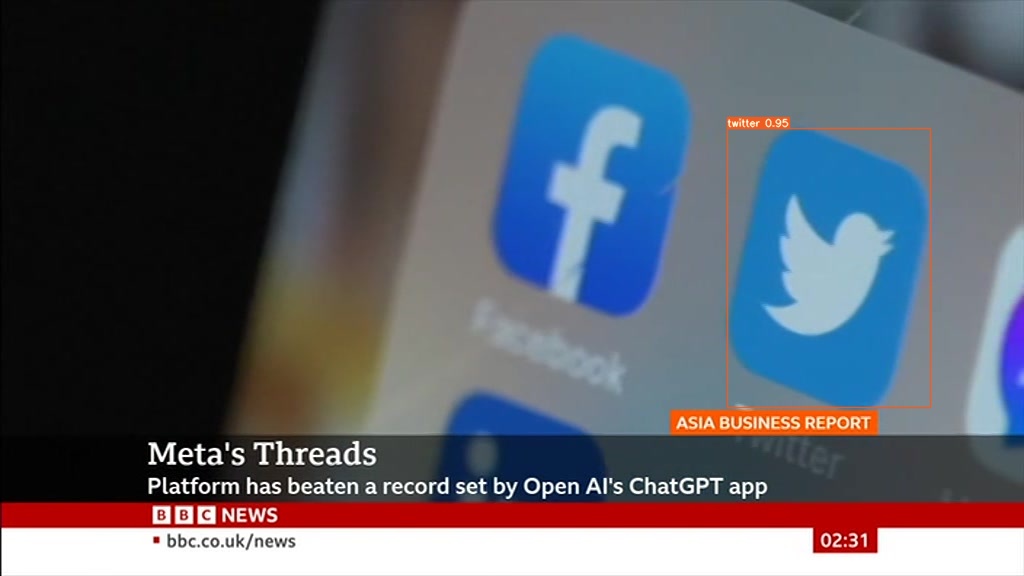 twitter 0.95
Facebook
Twitter
ASIA BUSINESS REPORT
Meta's Threads
Platform has beaten a record set by Open AI's ChatGPT app
BBC NEWS
bbc.co.uk/news
02:31